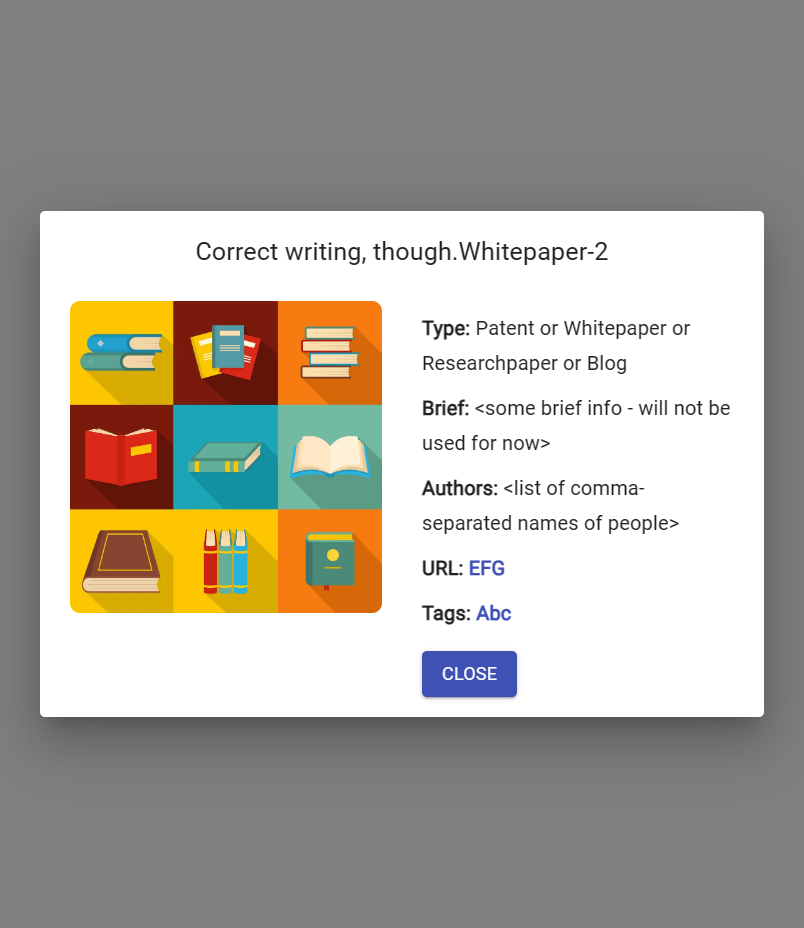 Correct writing, though.Whitepaper-2
Type: Patent or Whitepaper or
Researchpaper or Blog
Brief: <some brief info - will not be
used for now>
Authors: <list of comma-
separated names of people>
URL: EFG
Tags: Abc
CLOSE